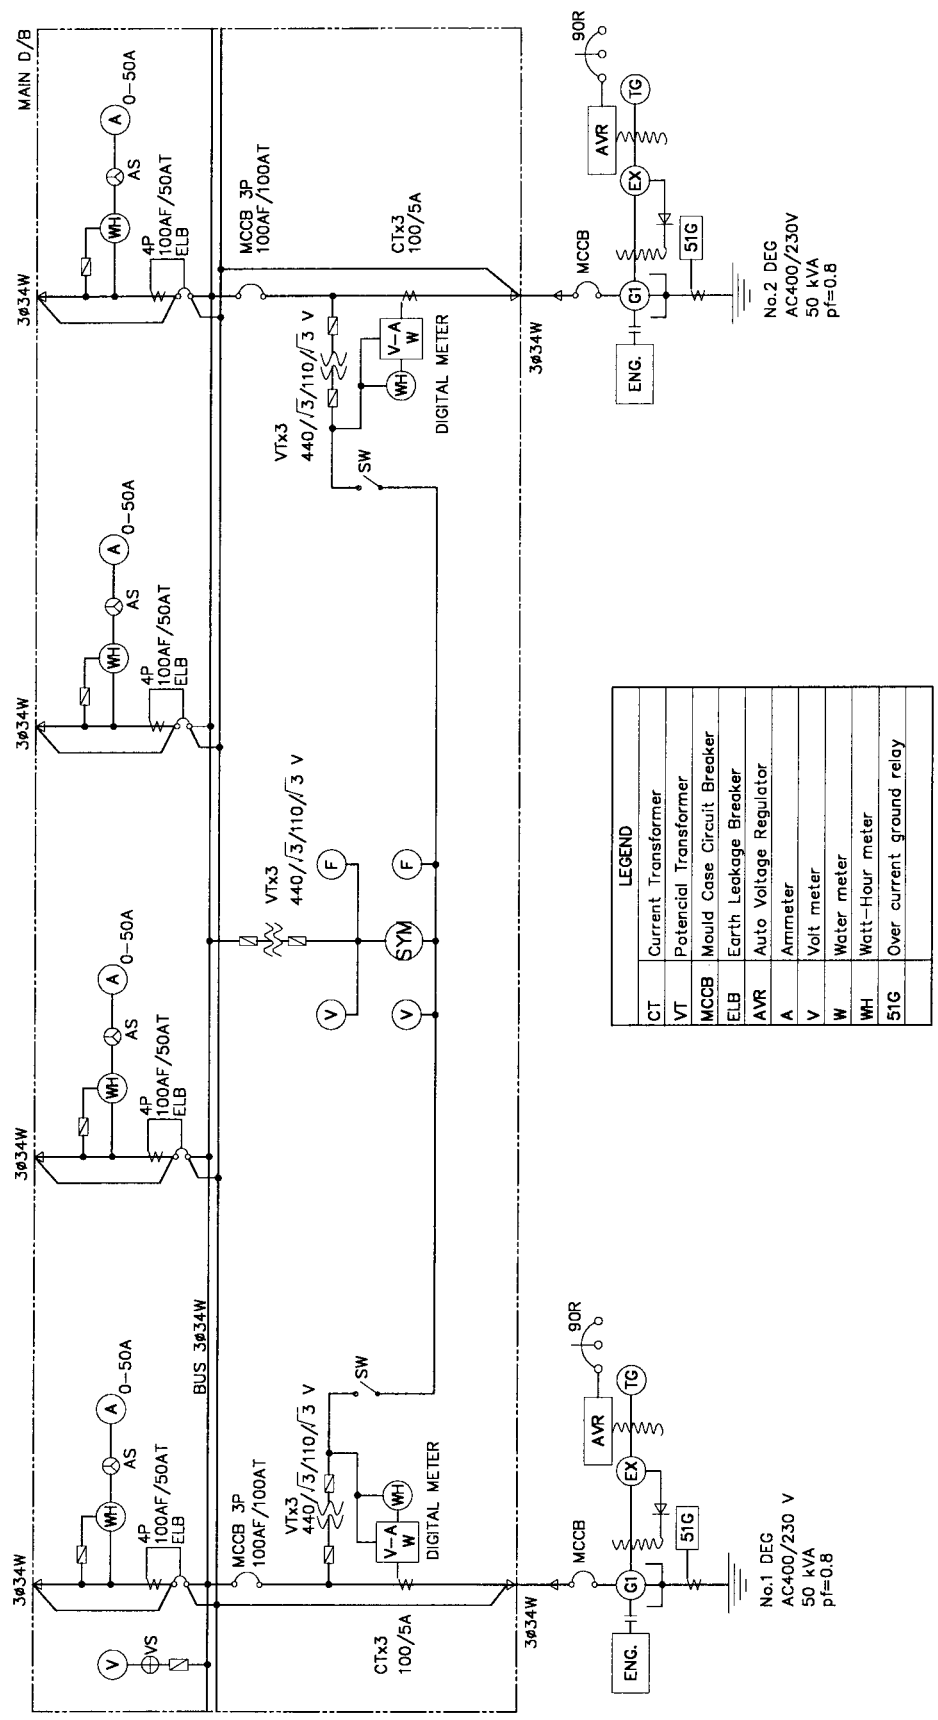 MAIN D/B
3ø34W
WH
AS
A
0-50A
4P
100AF/50AT
ELB
3ø34W
WH
AS
A
0-50A
4P
100AF/50AT
ELB
3ø34W
WH
AS
A
0-50A
4P
100AF/50AT
ELB
3ø34W
WH
AS
A
0-50A
4P
100AF/50AT
ELB
V
VS
BUS 3ø34W
MCCB 3P
100AF/100AT
VTx3
440/√3/110/√3 V
V-A
W
WH
DIGITAL METER
SW
CTx3
100/5A
3ø34W
VTx3
440/√3/110/√3 V
V
F
V
SYM
F
MCCB 3P
100AF/100AT
VTx3
440/√3/110/√3 V
SW
WH
V-A
W
DIGITAL METER
CTx3
100/5A
3ø34W
MCCB
ENG.
G1
EX
TG
AVR
90R
51G
No.1 DEG
AC400/230 V
50 kVA
pf=0.8
LEGEND
CT Current Transformer
VT Potencial Transformer
MCCB Mould Case Circuit Breaker
ELB Earth Leakage Breaker
AVR Auto Voltage Regulator
A Ammeter
V Volt meter
W Water meter
WH Watt-Hour meter
51G Over current ground relay
MCCB
ENG.
G1
EX
TG
AVR
90R
51G
No.2 DEG
AC400/230V
50 kVA
pf=0.8